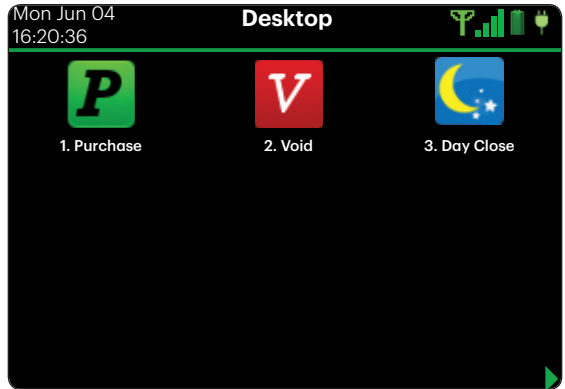 Mon Jun 04
Desktop
16:20:36
P
V
1. Purchase
2. Void
3. Day Close